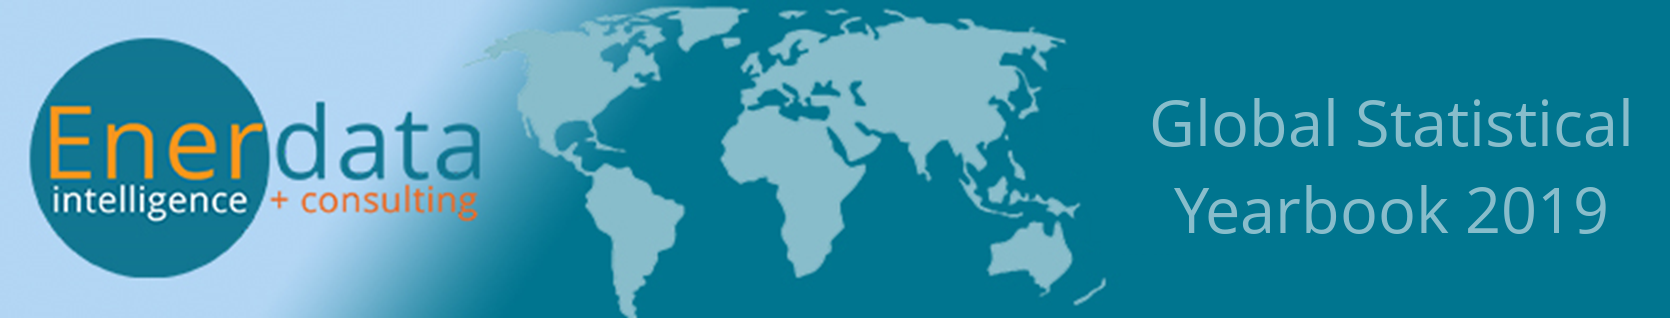 Enerdata
intelligence + consulting
Global Statistical
Yearbook 2019